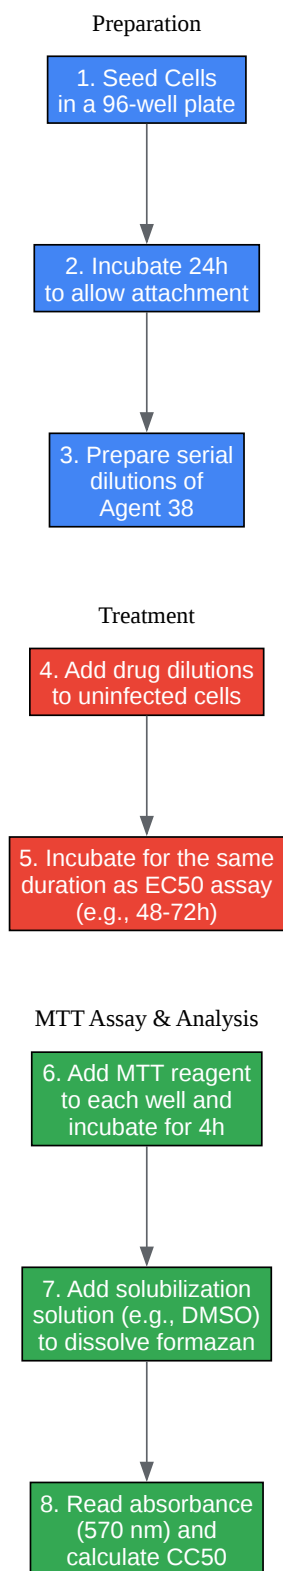 Preparation
1. Seed Cells
in a 96-well plate
2. Incubate 24h
to allow attachment
3. Prepare serial
dilutions of
Agent 38
Treatment
4. Add drug dilutions
to uninfected cells
5. Incubate for the same
duration as EC50 assay
(e.g., 48-72h)
MTT Assay & Analysis
6. Add MTT reagent
to each well and
incubate for 4h
7. Add solubilization
solution (e.g., DMSO)
to dissolve formazan
8. Read absorbance
(570 nm) and
calculate CC50